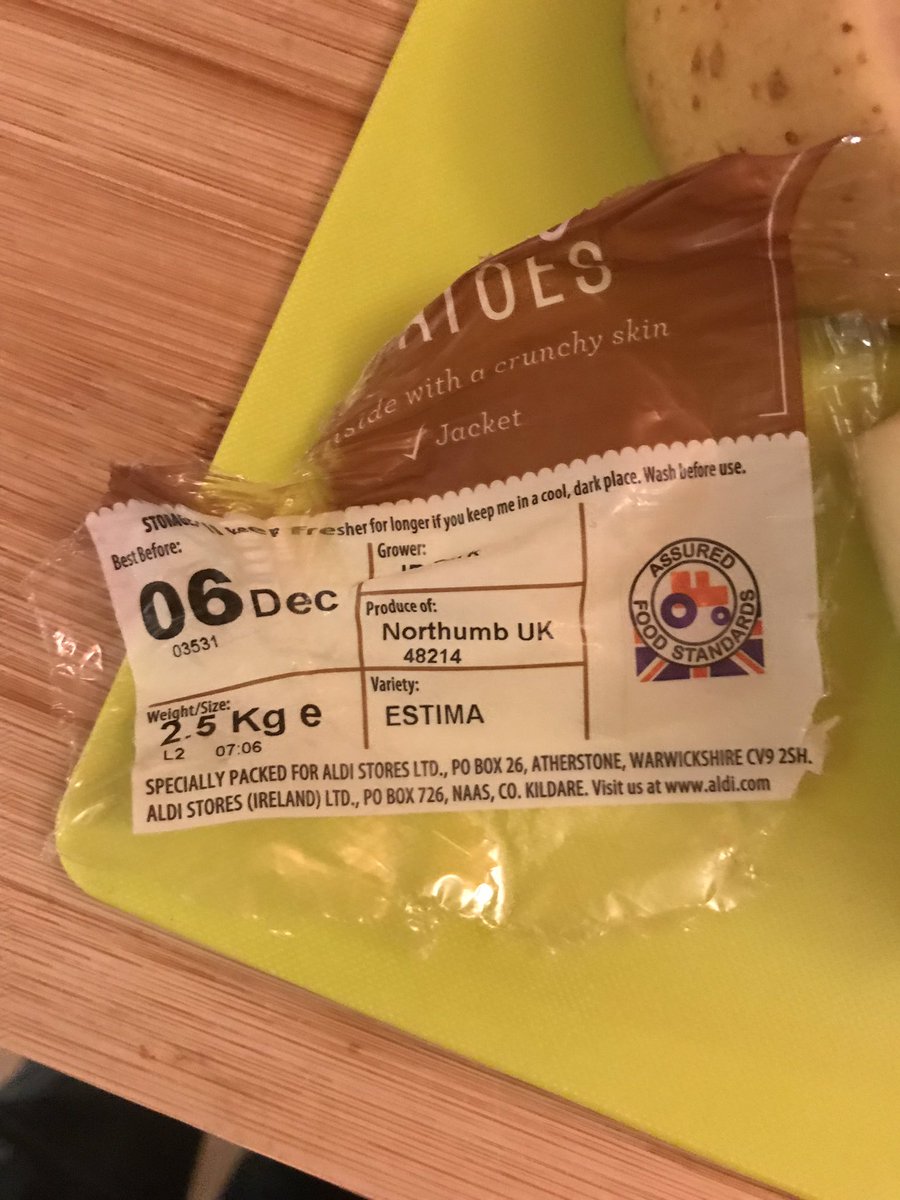 ATOES
side with a crunchy skin
√ Jacket
keep Fresher for longer if you keep me in a cool, dark place. Wash before use.
Best Before:
06 Dec
03531
Grower:
Produce of:
Northumb UK
48214
Weight/Size:
2.5 Kg e
L2 07:06
Variety:
ESTIMA
ASSURED
FOOD STANDARDS
SPECIALLY PACKED FOR ALDI STORES LTD., PO BOX 26, ATHERSTONE, WARWICKSHIRE CV9 2SH.
ALDI STORES (IRELAND) LTD., PO BOX 726, NAAS, CO. KILDARE. Visit us at www.aldi.com